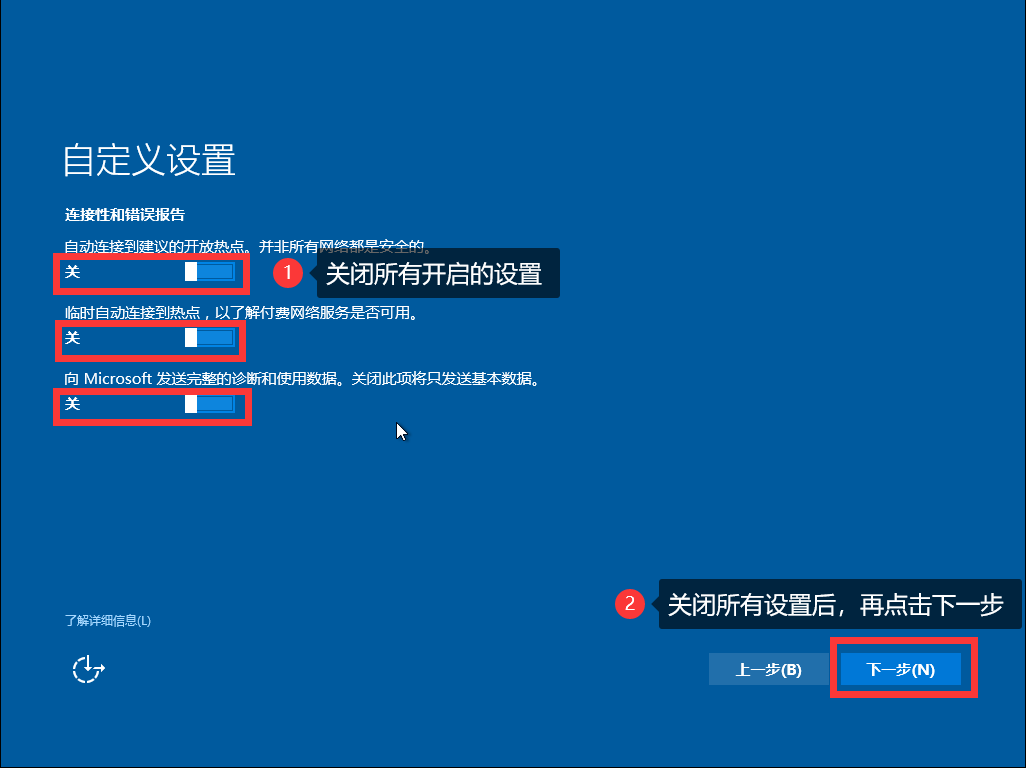 自定义设置
连接性和错误报告
自动连接到建议的开放热点。并非所有网络都是安全的。
关
1 关闭所有开启的设置
临时自动连接到热点，以了解付费网络服务是否可用。
关
向 Microsoft 发送完整的诊断和使用数据。关闭此项将只发送基本数据。
关
2 关闭所有设置后，再点击下一步
了解详细信息(L)
上一步(B) 下一步(N)